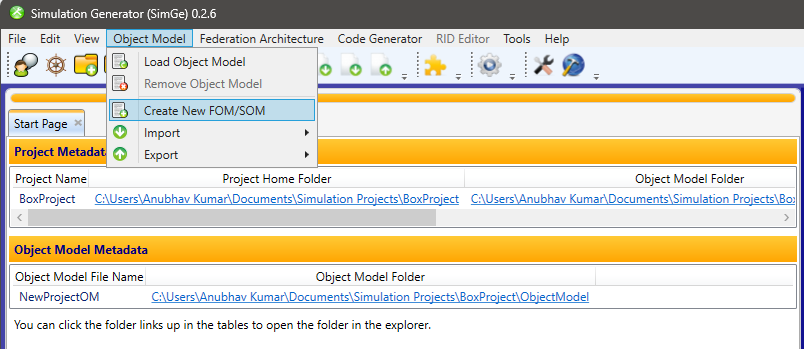 Simulation Generator (SimGe) 0.2.6
File Edit View Object Model Federation Architecture Code Generator RID Editor Tools Help
Load Object Model
Remove Object Model
Create New FOM/SOM
Import
Export
Start Page
Project Metadata
Project Name Project Home Folder Object Model Folder
BoxProject C:\Users\Anubhav Kumar\Documents\Simulation Projects\BoxProject C:\Users\Anubhav Kumar\Documents\Simulation Projects\BoxP
Object Model Metadata
Object Model File Name Object Model Folder
NewProjectOM C:\Users\Anubhav Kumar\Documents\Simulation Projects\BoxProject\ObjectModel
You can click the folder links up in the tables to open the folder in the explorer.